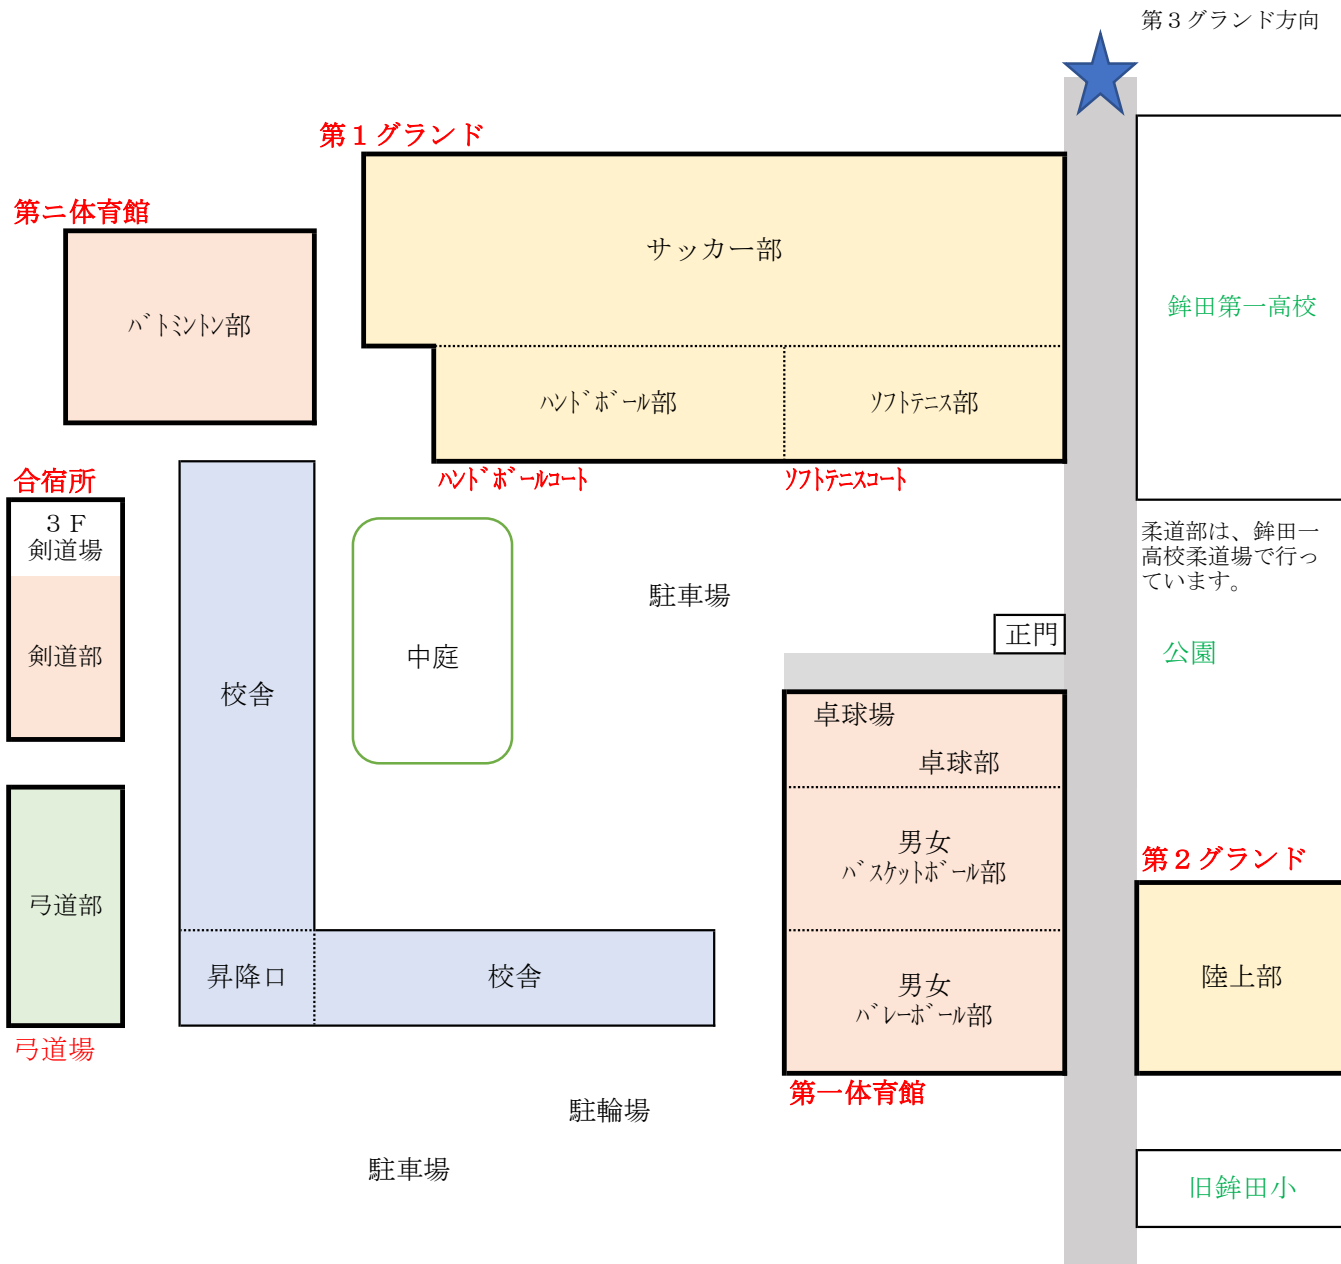 第３グランド方向
第１グランド
第二体育館
サッカー部
ﾊﾞﾄﾐﾝﾄﾝ部
鉾田第一高校
ﾊﾝﾄﾞﾎﾞｰﾙ部
ｿﾌﾄﾃﾆｽ部
ﾊﾝﾄﾞﾎﾞｰﾙｺｰﾄ
ｿﾌﾄﾃﾆｽｺｰﾄ
合宿所
３Ｆ
剣道場
剣道部
柔道部は、鉾田一
高校柔道場で行っ
ています。
駐車場
正門
公園
中庭
校舎
卓球場
卓球部
男女
ﾊﾞｽｹｯﾄﾎﾞｰﾙ部
第２グランド
弓道部
昇降口
校舎
男女
ﾊﾞﾚｰﾎﾞｰﾙ部
陸上部
弓道場
第一体育館
駐輪場
駐車場
旧鉾田小